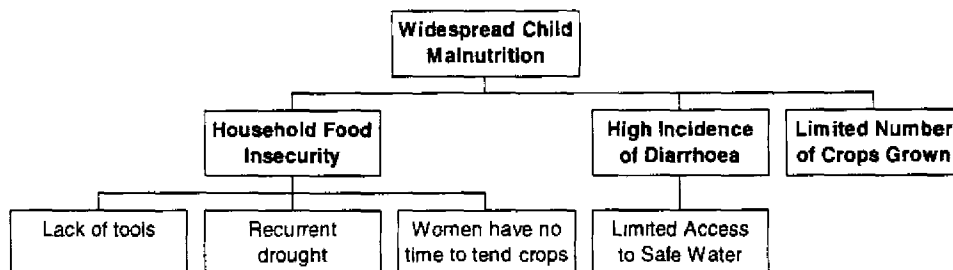 Widespread Child
Malnutrition
Household Food
Insecurity
High Incidence
of Diarrhoea
Limited Number
of Crops Grown
Lack of tools
Recurrent
drought
Women have no
time to tend crops
Limited Access
to Safe Water